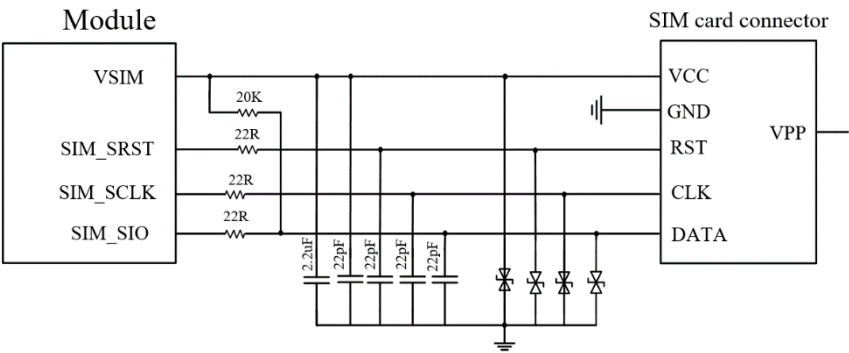 Module
SIM card connector
VSIM
VCC
20K
GND
22R
VPP
SIM_SRST
RST
22R
SIM_SCLK
CLK
22R
SIM_SIO
DATA
2.2uF
22pF
22pF
22pF
22pF